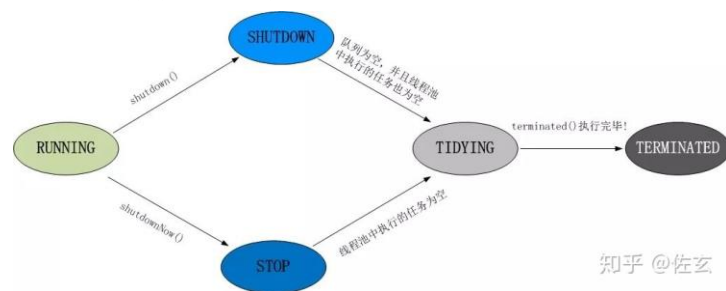 SHUTDOWN
shutdown()
队列为空，并且线程池
中执行的任务也为空
RUNNING
TIDYING
terminated()执行完毕!
TERMINATED
shutdownNow()
线程池中执行的任务为空
STOP
知乎 @佐玄